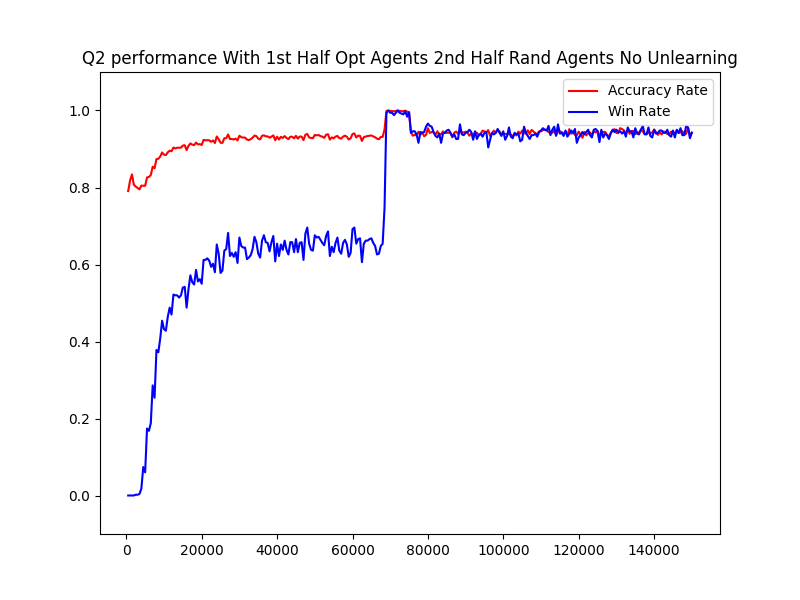 Q2 performance With 1st Half Opt Agents 2nd Half Rand Agents No Unlearning
Accuracy Rate
Win Rate
1.0
0.8
0.6
0.4
0.2
0.0
0 20000 40000 60000 80000 100000 120000 140000